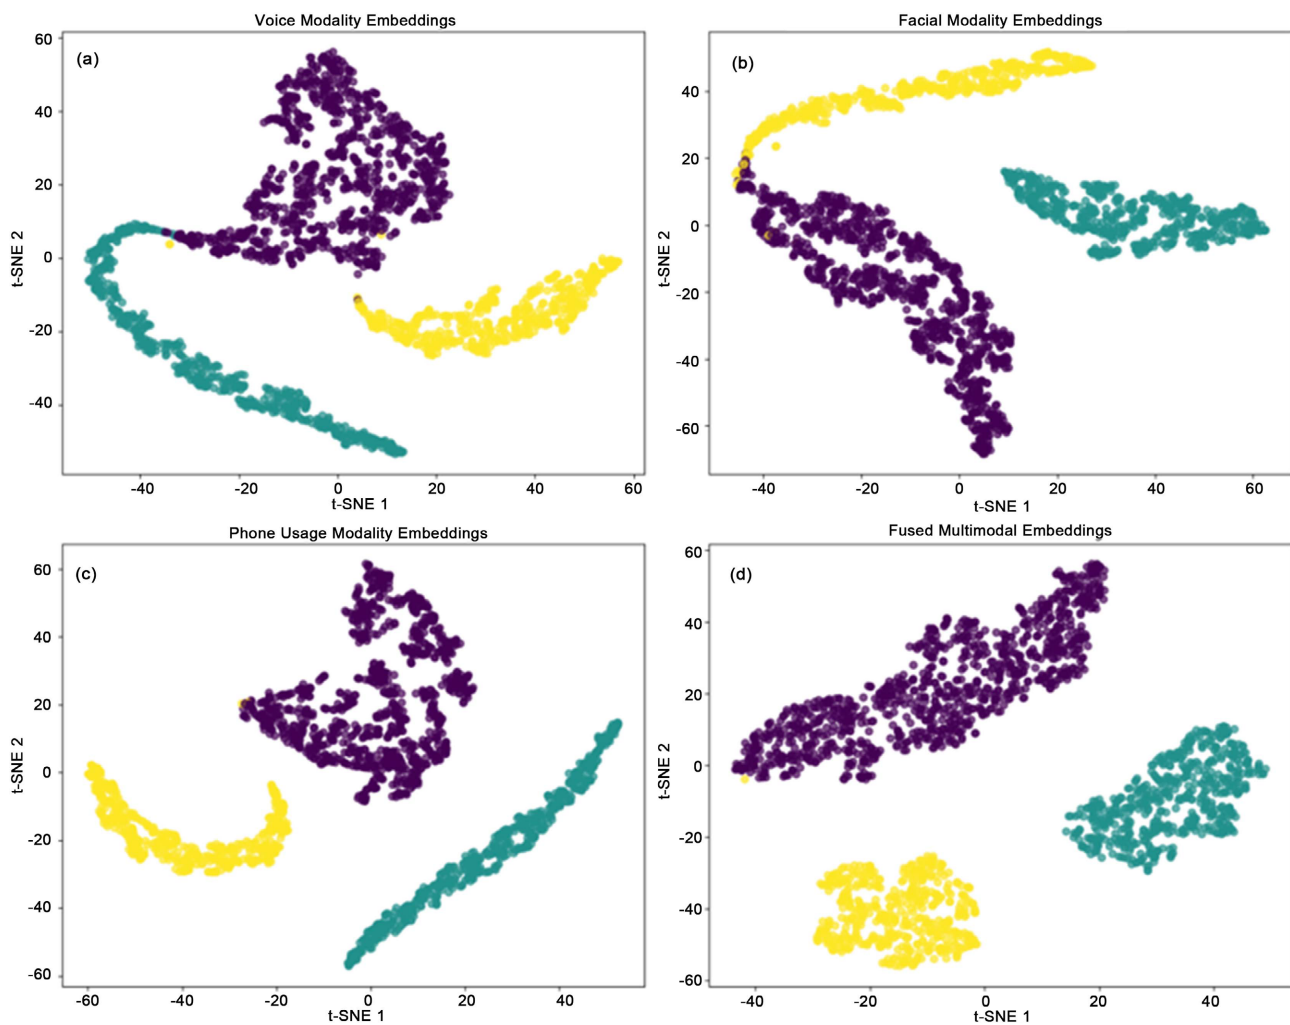 Voice Modality Embeddings
(a)
60
40
20
0
-20
-40
t-SNE 2
-40 -20 0 20 40 60
t-SNE 1
Facial Modality Embeddings
(b)
40
20
0
-20
-40
-60
t-SNE 2
-40 -20 0 20 40 60
t-SNE 1
Phone Usage Modality Embeddings
(c)
60
40
20
0
-20
-40
-60
t-SNE 2
-60 -40 -20 0 20 40
t-SNE 1
Fused Multimodal Embeddings
(d)
60
40
20
0
-20
-40
-60
t-SNE 2
-40 -20 0 20 40
t-SNE 1